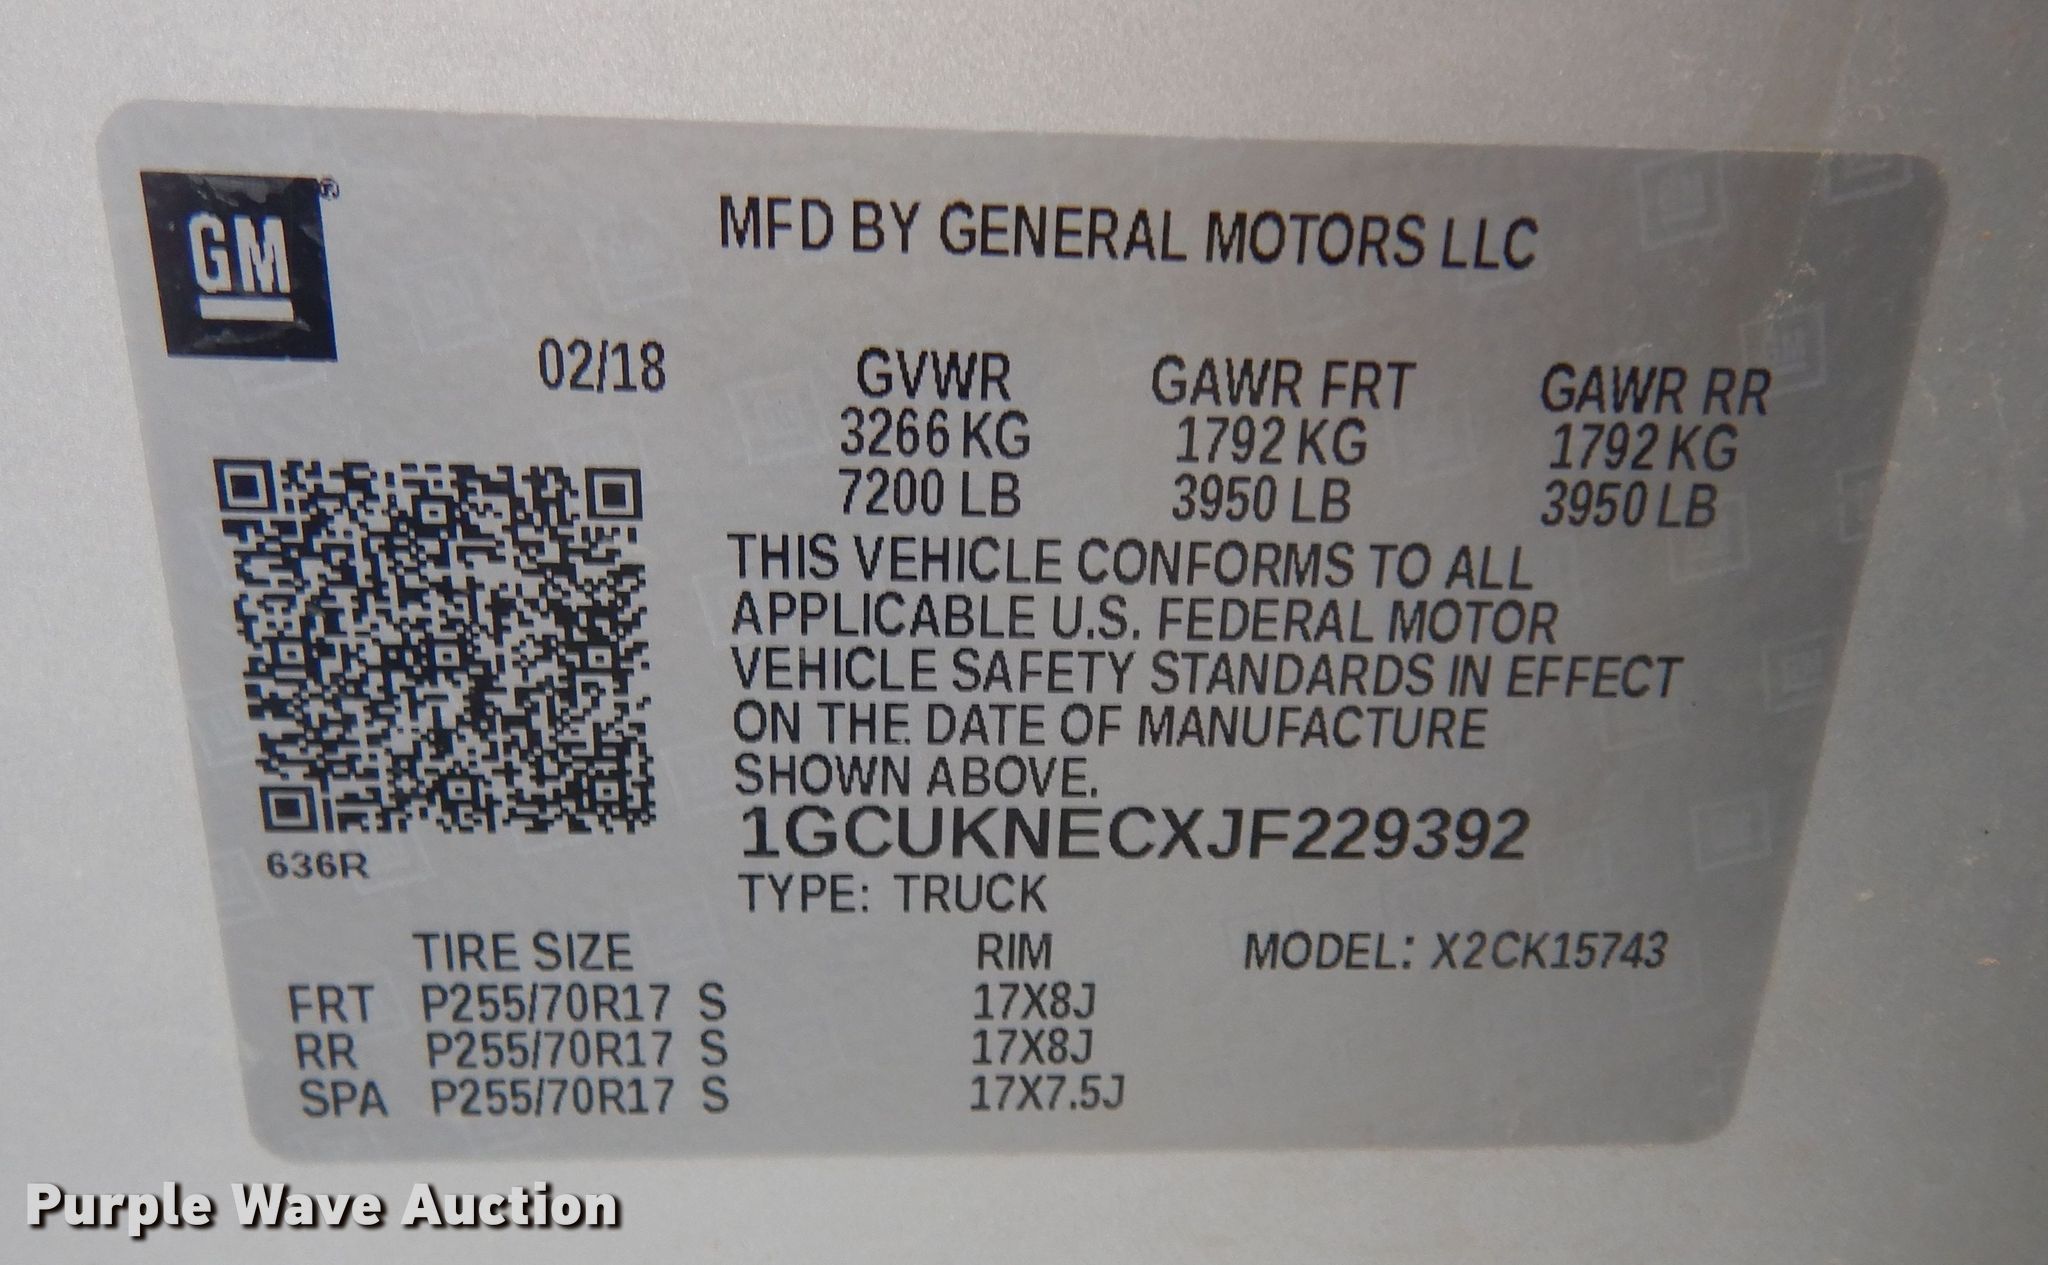 GM®
MFD BY GENERAL MOTORS LLC
02/18 GVWR GAWR FRT GAWR RR
3266 KG 1792 KG 1792 KG
7200 LB 3950 LB 3950 LB
THIS VEHICLE CONFORMS TO ALL
APPLICABLE U.S. FEDERAL MOTOR
VEHICLE SAFETY STANDARDS IN EFFECT
ON THE DATE OF MANUFACTURE
SHOWN ABOVE.
1GCUKNECXJF229392
636R
TYPE: TRUCK
TIRE SIZE RIM MODEL: X2CK15743
FRT P255/70R17 S 17X8J
RR P255/70R17 S 17X8J
SPA P255/70R17 S 17X7.5J
Purple Wave Auction